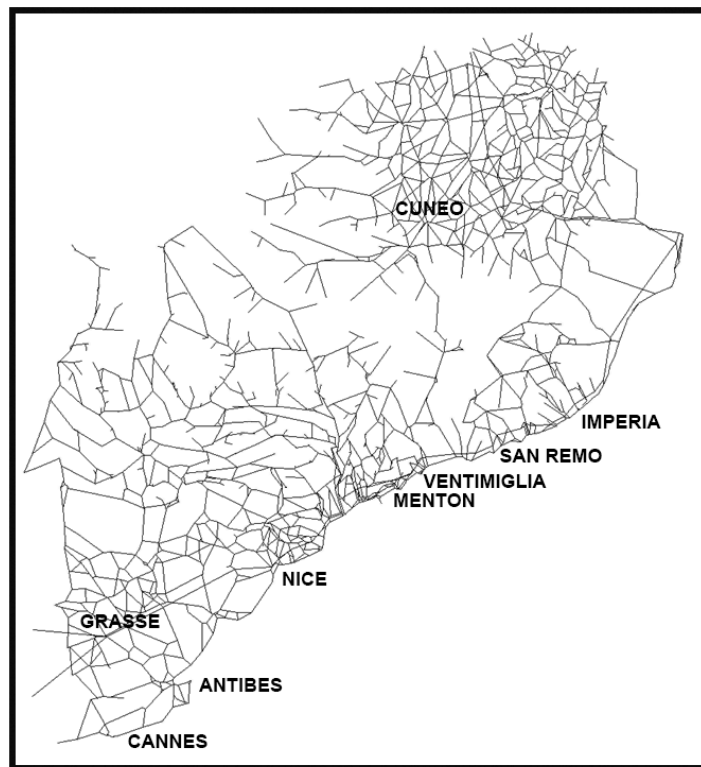 CUNEO
IMPERIA
SAN REMO
VENTIMIGLIA
MENTON
NICE
GRASSE
ANTIBES
CANNES